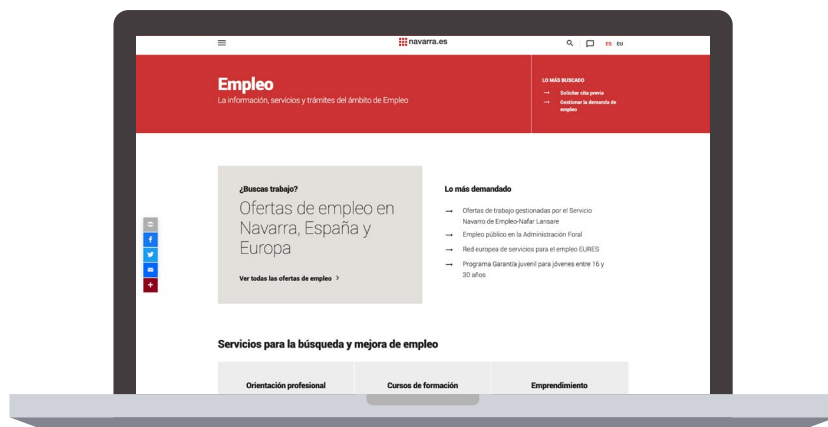 navarra.es
ES EU
Empleo
La información, servicios y trámites del ámbito de Empleo
LO MÁS BUSCADO
→ Solicitar cita previa
→ Gestionar la demanda de
empleo
¿Buscas trabajo?
Ofertas de empleo en
Navarra, España y
Europa
Ver todas las ofertas de empleo >
Lo más demandado
→ Ofertas de trabajo gestionadas por el Servicio
Navarro de Empleo-Nafar Lansare
→ Empleo público en la Administración Foral
→ Red europea de servicios para el empleo EURES
→ Programa Garantía juvenil para jóvenes entre 16 y
30 años
Servicios para la búsqueda y mejora de empleo
Orientación profesional
Cursos de formación
Emprendimiento